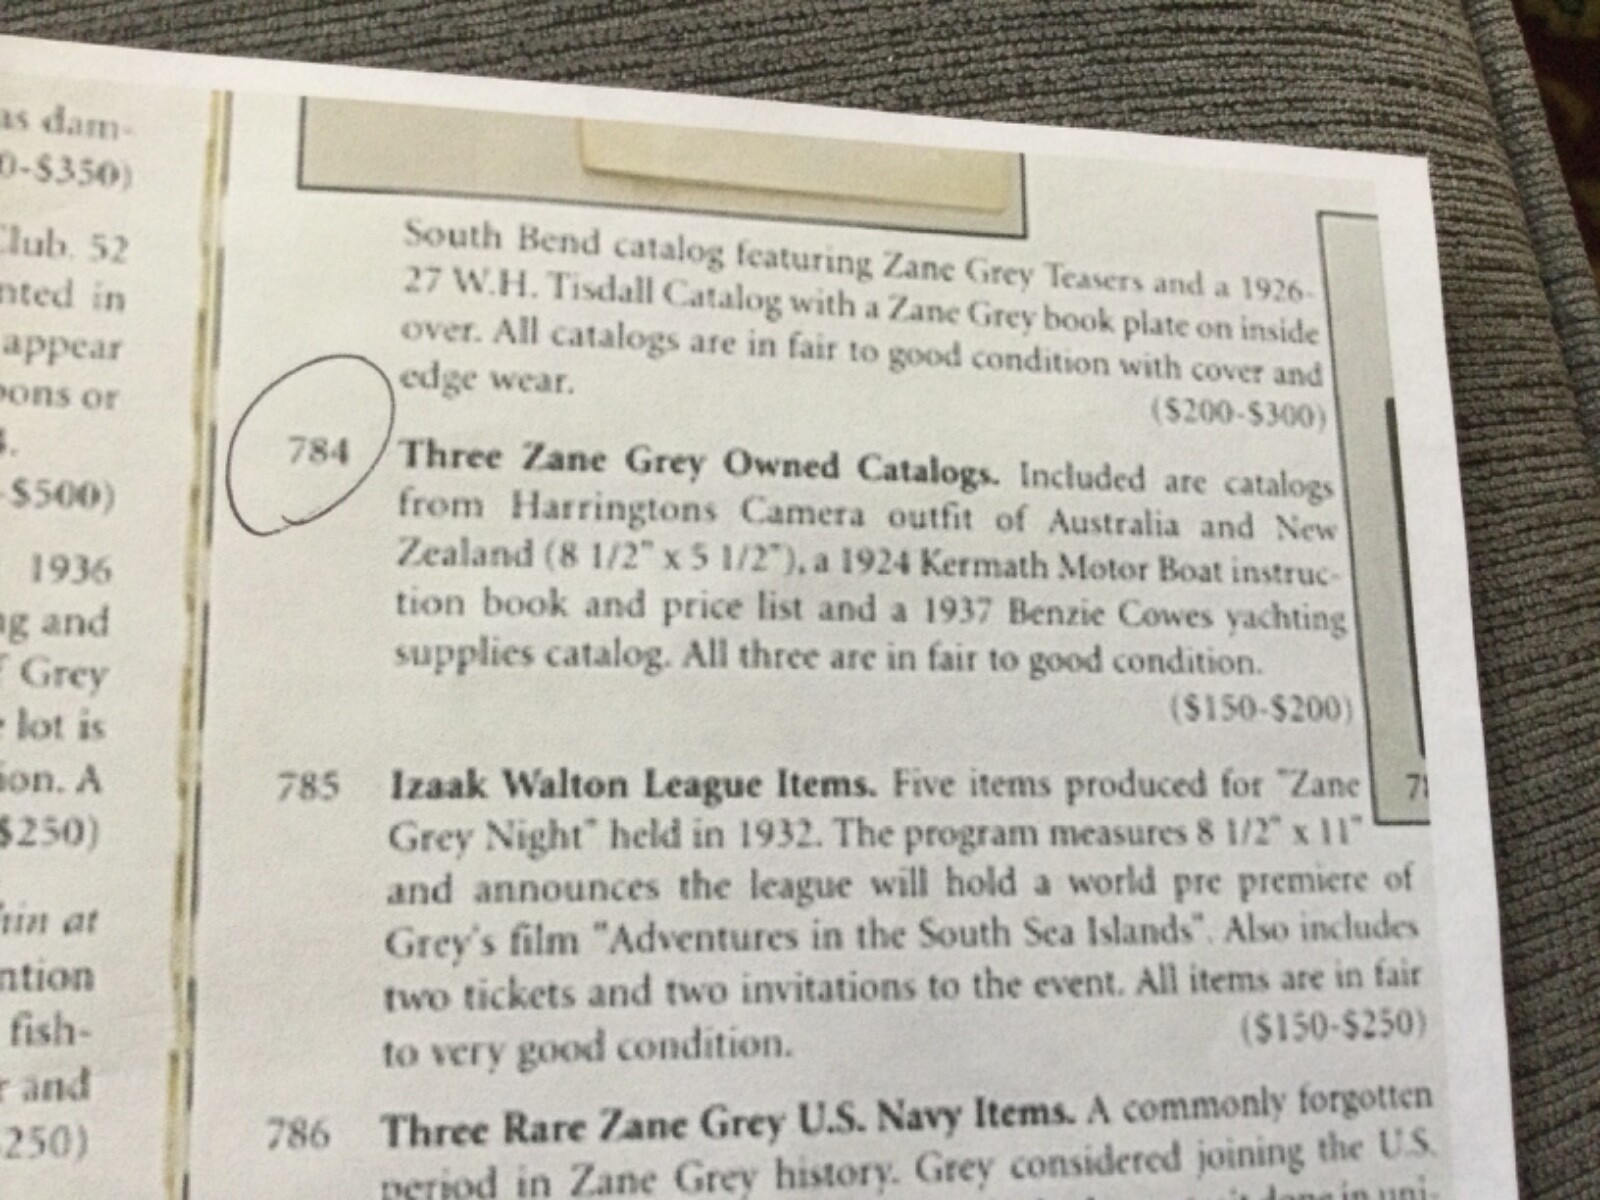 as dam-
0-$350)
Club. 52
nted in
appear
oons or
-$500)
1936
ng and
f Grey
lot is
ion. A
$250)
hin at
ntion
fish-
r and
250)
South Bend catalog featuring Zane Grey Teasers and a 1926-
27 W.H. Tisdall Catalog with a Zane Grey book plate on inside
over. All catalogs are in fair to good condition with cover and
edge wear.
($200-$300)
784 Three Zane Grey Owned Catalogs. Included are catalogs
from Harringtons Camera outfit of Australia and New
Zealand (8 1/2" x 5 1/2"), a 1924 Kermath Motor Boat instruc-
tion book and price list and a 1937 Benzie Cowes yachting
supplies catalog. All three are in fair to good condition.
($150-$200)
785 Izaak Walton League Items. Five items produced for "Zane
Grey Night" held in 1932. The program measures 8 1/2" x 11"
and announces the league will hold a world pre premiere of
Grey's film "Adventures in the South Sea Islands". Also includes
two tickets and two invitations to the event. All items are in fair
to very good condition.
($150-$250)
786 Three Rare Zane Grey U.S. Navy Items. A commonly forgotten
period in Zane Grey history. Grey considered joining the U.S.